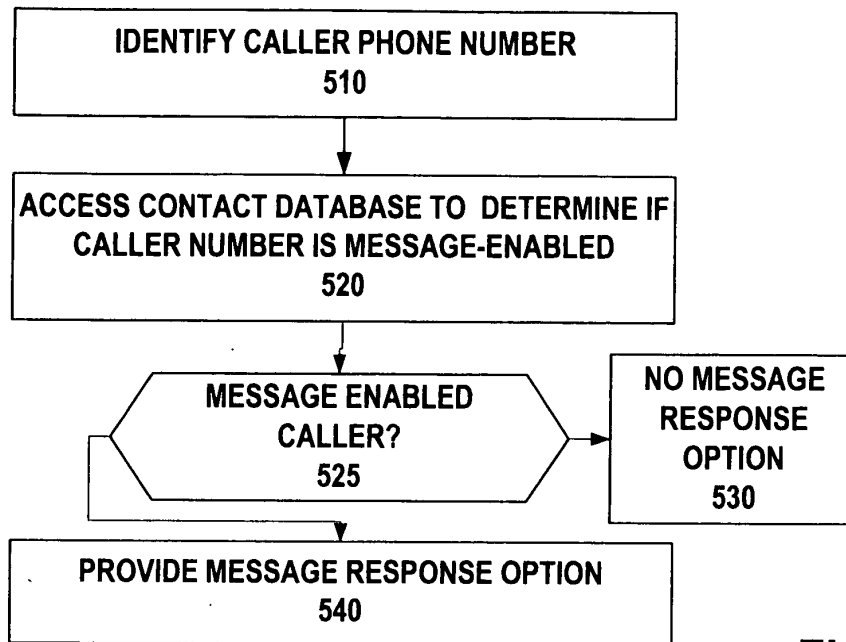 IDENTIFY CALLER PHONE NUMBER
510
ACCESS CONTACT DATABASE TO DETERMINE IF
CALLER NUMBER IS MESSAGE-ENABLED
520
MESSAGE ENABLED
CALLER?
525
NO MESSAGE
RESPONSE
OPTION
530
PROVIDE MESSAGE RESPONSE OPTION
540